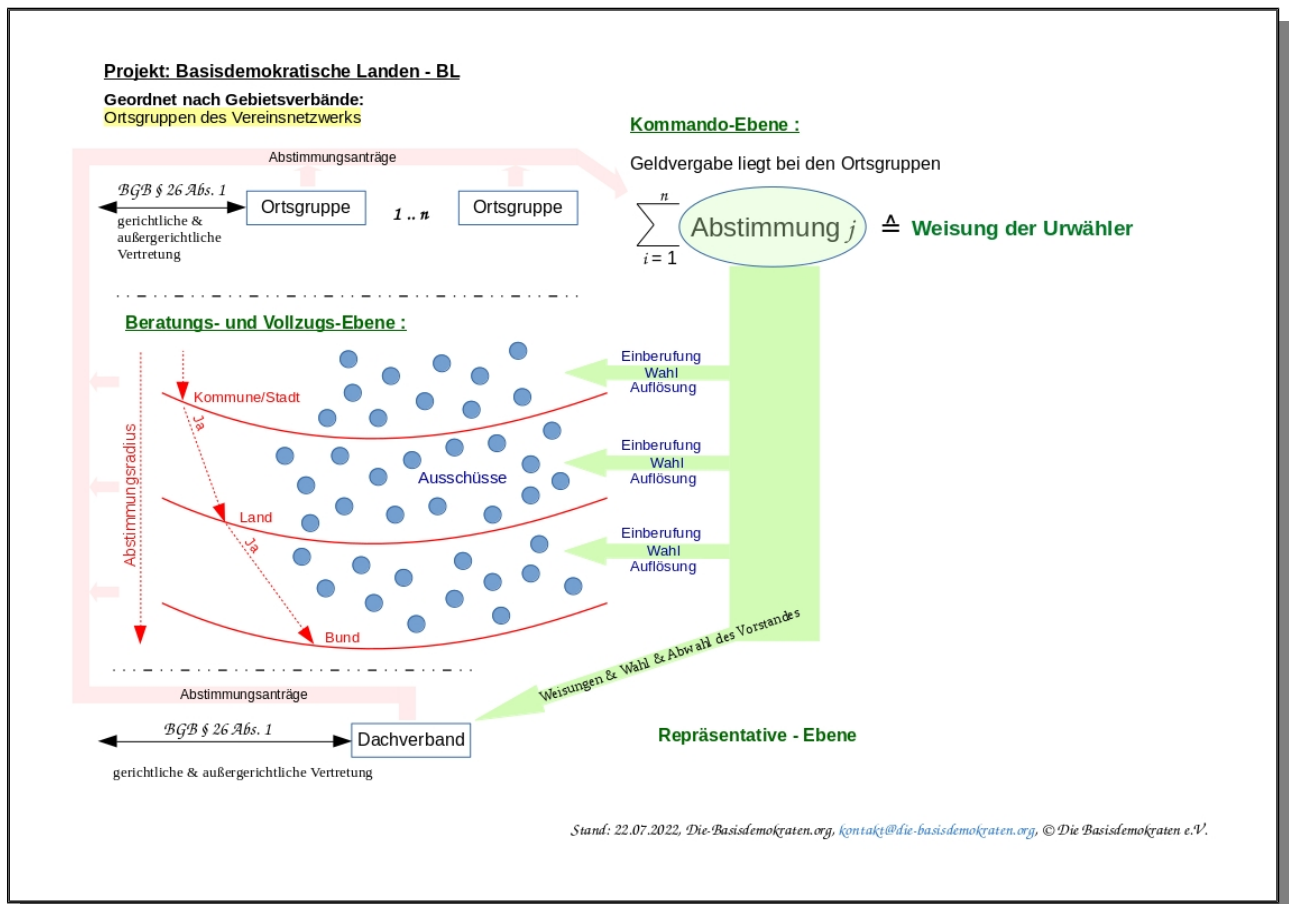 Projekt: Basisdemokratische Landen - BL
Geordnet nach Gebietsverbände:
Ortsgruppen des Vereinsnetzwerks
Kommando-Ebene :
Abstimmungsanträge
Geldvergabe liegt bei den Ortsgruppen
BGB § 26 Abs. 1
gerichtliche &
außergerichtliche
Vertretung
Ortsgruppe
1 .. n
Ortsgruppe
n
∑
i = 1
Abstimmung j
≙ Weisung der Urwähler
Beratungs- und Vollzugs-Ebene :
Einberufung
Wahl
Auflösung
Kommune/Stadt
Ja
Abstimmungsradius
Einberufung
Wahl
Auflösung
Ausschüsse
Land
Ja
Einberufung
Wahl
Auflösung
Bund
Weisungen & Wahl & Abwahl des Vorstandes
Abstimmungsanträge
BGB § 26 Abs. 1
Dachverband
Repräsentative - Ebene
gerichtliche & außergerichtliche Vertretung
Stand: 22.07.2022, Die-Basisdemokraten.org, kontakt@die-basisdemokraten.org, © Die Basisdemokraten e.V.